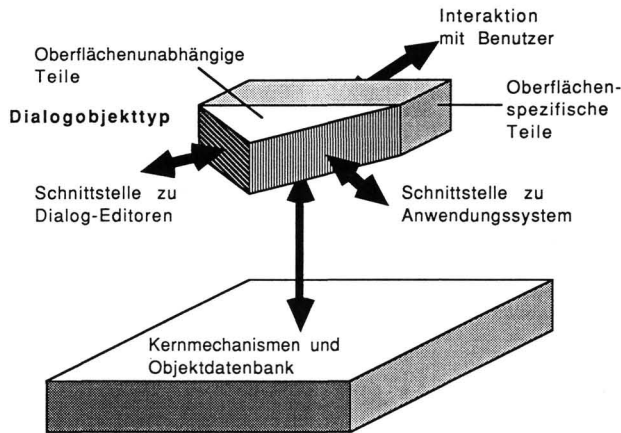 Interaktion
mit Benutzer
Oberflächenunabhängige
Teile
Oberflächen-
spezifische
Teile
Dialogobjekttyp
Schnittstelle zu
Dialog-Editoren
Schnittstelle zu
Anwendungssystem
Kernmechanismen und
Objektdatenbank